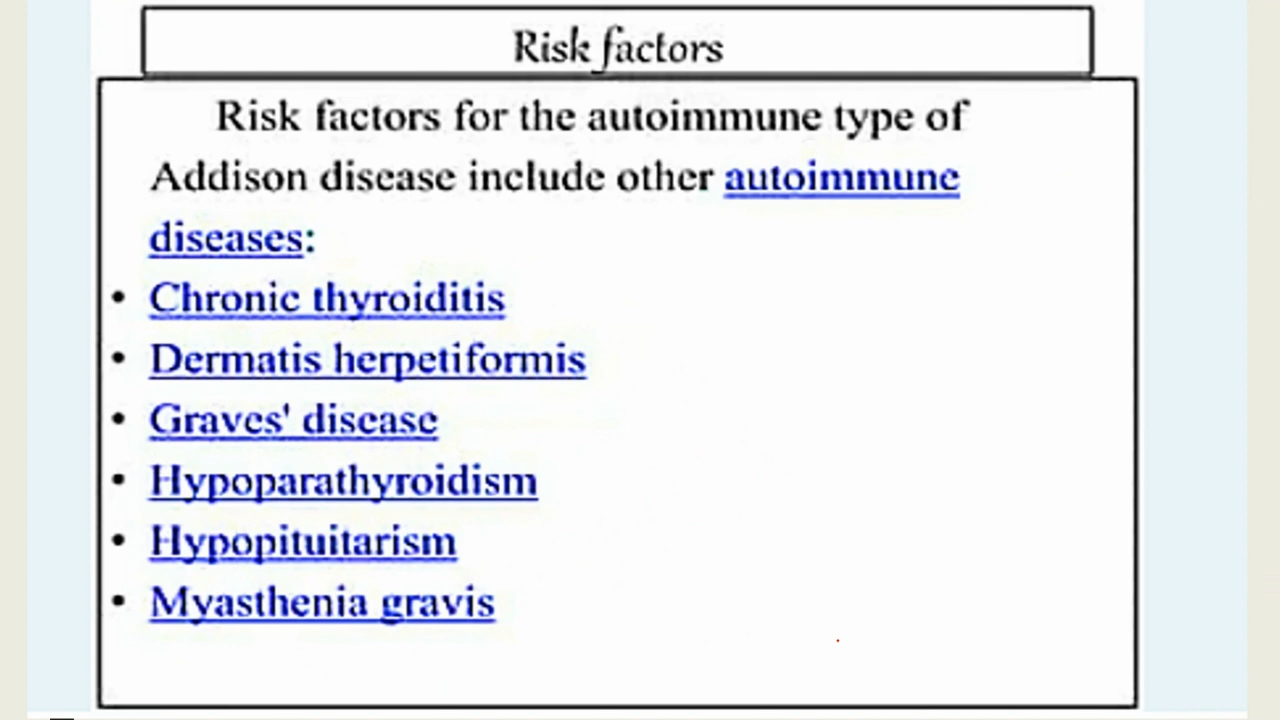 Risk factors
Risk factors for the autoimmune type of
Addison disease include other autoimmune
diseases:
• Chronic thyroiditis
• Dermatis herpetiformis
• Graves' disease
• Hypoparathyroidism
• Hypopituitarism
• Myasthenia gravis